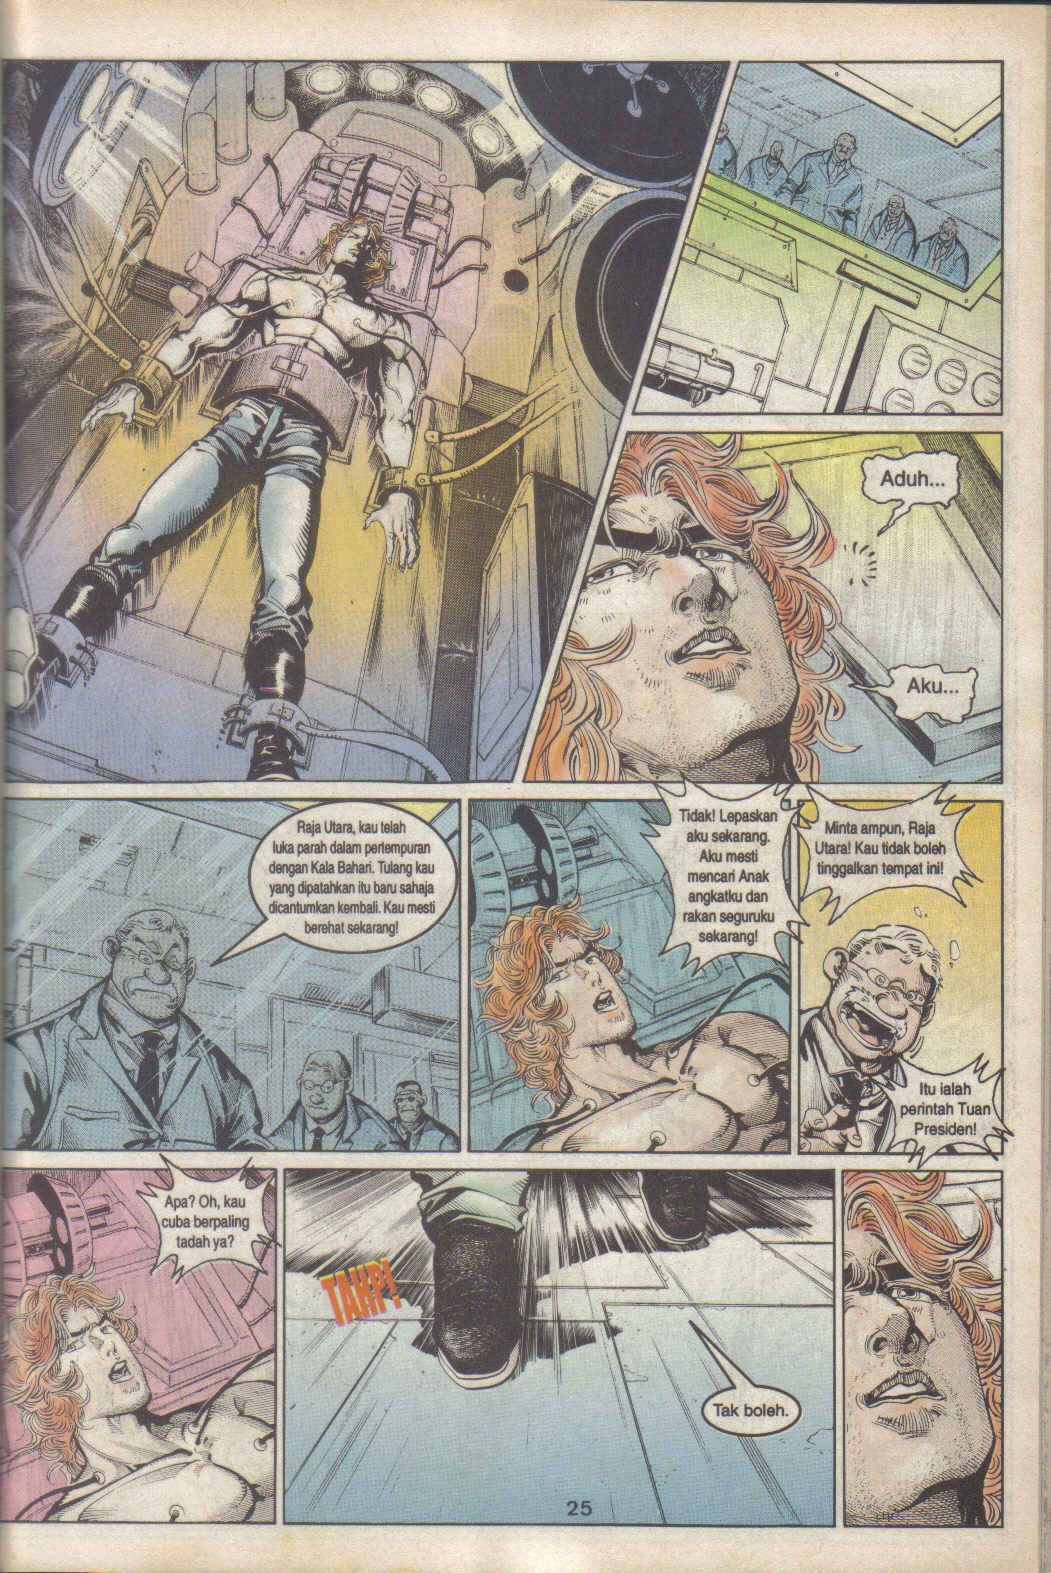 Aduh...
Aku...
Raja Utara, kau telah
luka parah dalam pertempuran
dengan Kala Bahari. Tulang kau
yang dipatahkan itu baru sahaja
dicantumkan kembali. Kau mesti
berehat sekarang!
Tidak! Lepaskan
aku sekarang.
Aku mesti
mencari Anak
angkatku dan
rakan seguruku
sekarang!
Minta ampun, Raja
Utara! Kau tidak boleh
tinggalkan tempat ini!
Itu ialah
perintah Tuan
Presiden!
Apa? Oh, kau
cuba berpaling
tadah ya?
TAHP!
Tak boleh.
25